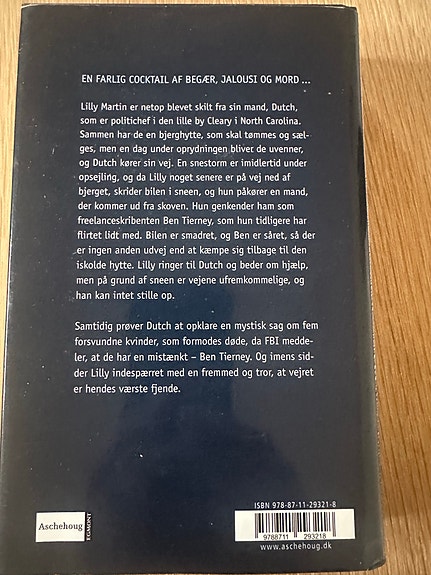 EN FARLIG COCKTAIL AF BEGÆR, JALOUSI OG MORD ...
Lilly Martin er netop blevet skilt fra sin mand, Dutch,
som er politichef i den lille by Cleary i North Carolina.
Sammen har de en bjerghytte, som skal tømmes og sæl-
ges, men en dag under oprydningen bliver de uvenner,
og Dutch kører sin vej. En snestorm er imidlertid under
opsejling, og da Lilly noget senere er på vej ned af
bjerget, skrider bilen i sneen, og hun påkører en mand,
der kommer ud fra skoven. Hun genkender ham som
freelanceskribenten Ben Tierney, som hun tidligere har
flirtet lidt med. Bilen er smadret, og Ben er såret, så der
er ingen anden udvej end at kæmpe sig tilbage til den
iskolde hytte. Lilly ringer til Dutch og beder om hjælp,
men på grund af sneen er vejene ufremkommelige, og
han kan intet stille op.
Samtidig prøver Dutch at opklare en mystisk sag om fem
forsvundne kvinder, som formodes døde, da FBI medde-
ler, at de har en mistænkt – Ben Tierney. Og imens sid-
der Lilly indespærret med en fremmed og tror, at vejret
er hendes værste fjende.
ISBN 978-87-11-29321-8
9788711 293218
www.aschehoug.dk
Aschehoug
EGMONT